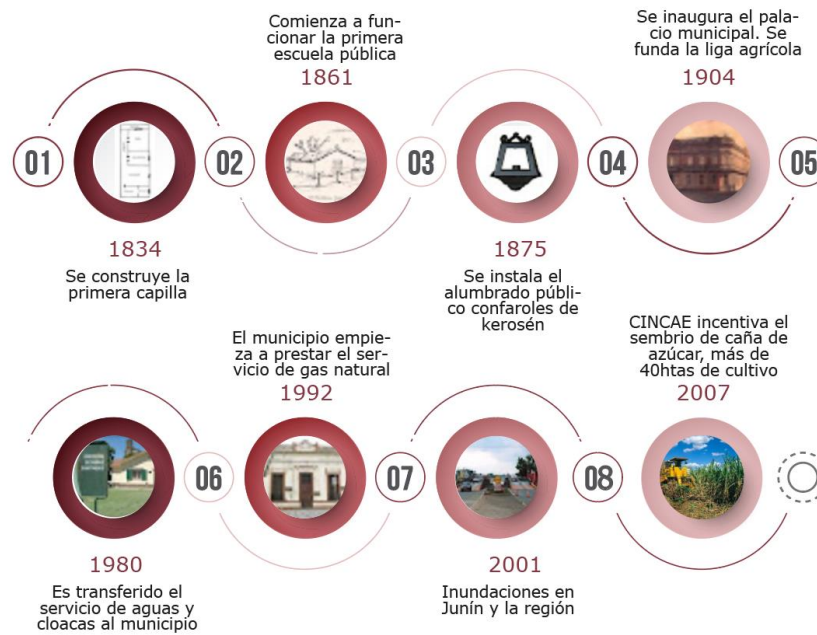 01
1834
Se construye la
primera capilla
02
Comienza a fun-
cionar la primera
escuela pública
1861
03
1875
Se instala el
alumbrado públi-
co confaroles de
kerosén
04
Se inaugura el pala-
cio municipal. Se
funda la liga agrícola
1904
05
1980
Es transferido el
servicio de aguas y
cloacas al municipio
06
El municipio empie-
za a prestar el ser-
vicio de gas natural
1992
07
2001
Inundaciones en
Junín y la región
08
CINCAE incentiva el
sembrio de caña de
azúcar, más de
40htas de cultivo
2007